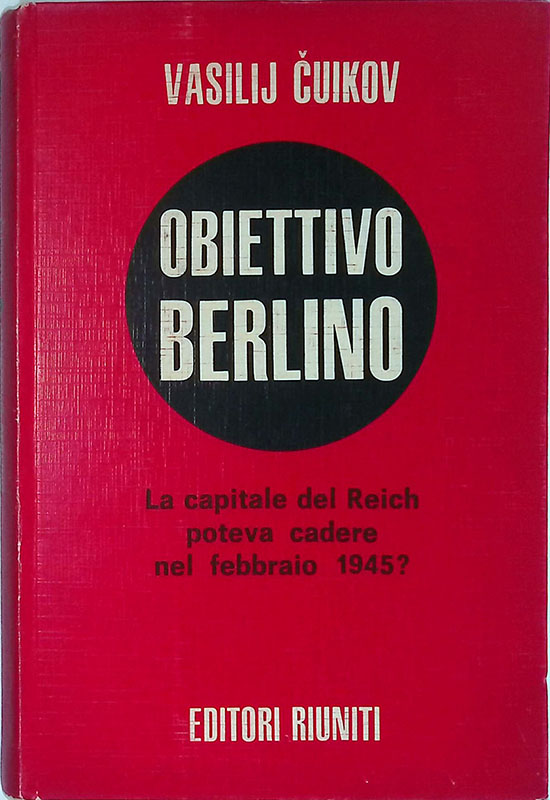 VASILIJ ČUIKOV
OBIETTIVO
BERLINO
La capitale del Reich
poteva cadere
nel febbraio 1945?
EDITORI RIUNITI